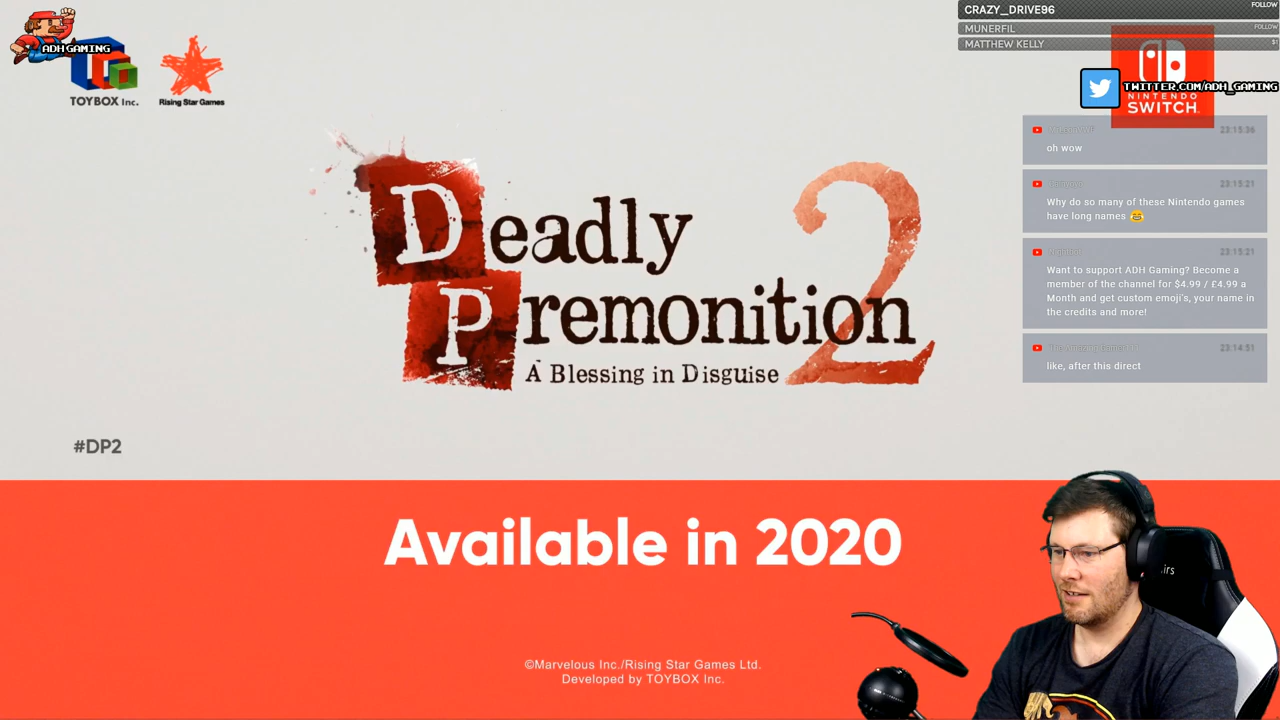 ADH GAMING
TOYBOX Inc.
Rising Star Games
CRAZY_DRIVE96
FOLLOW
MUNERFIL
FOLLOW
MATTHEW KELLY
$1
TWITTER.COM/ADH_GAMING
NINTENDO
SWITCH
Deadly
Premonition
2
A Blessing in Disguise
#DP2
23:15:36
oh wow
23:15:21
Why do so many of these Nintendo games
have long names 😂
23:15:21
Want to support ADH Gaming? Become a
member of the channel for $4.99 / £4.99 a
Month and get custom emoji's, your name in
the credits and more!
23:14:51
like, after this direct
Available in 2020
©Marvelous Inc./Rising Star Games Ltd.
Developed by TOYBOX Inc.